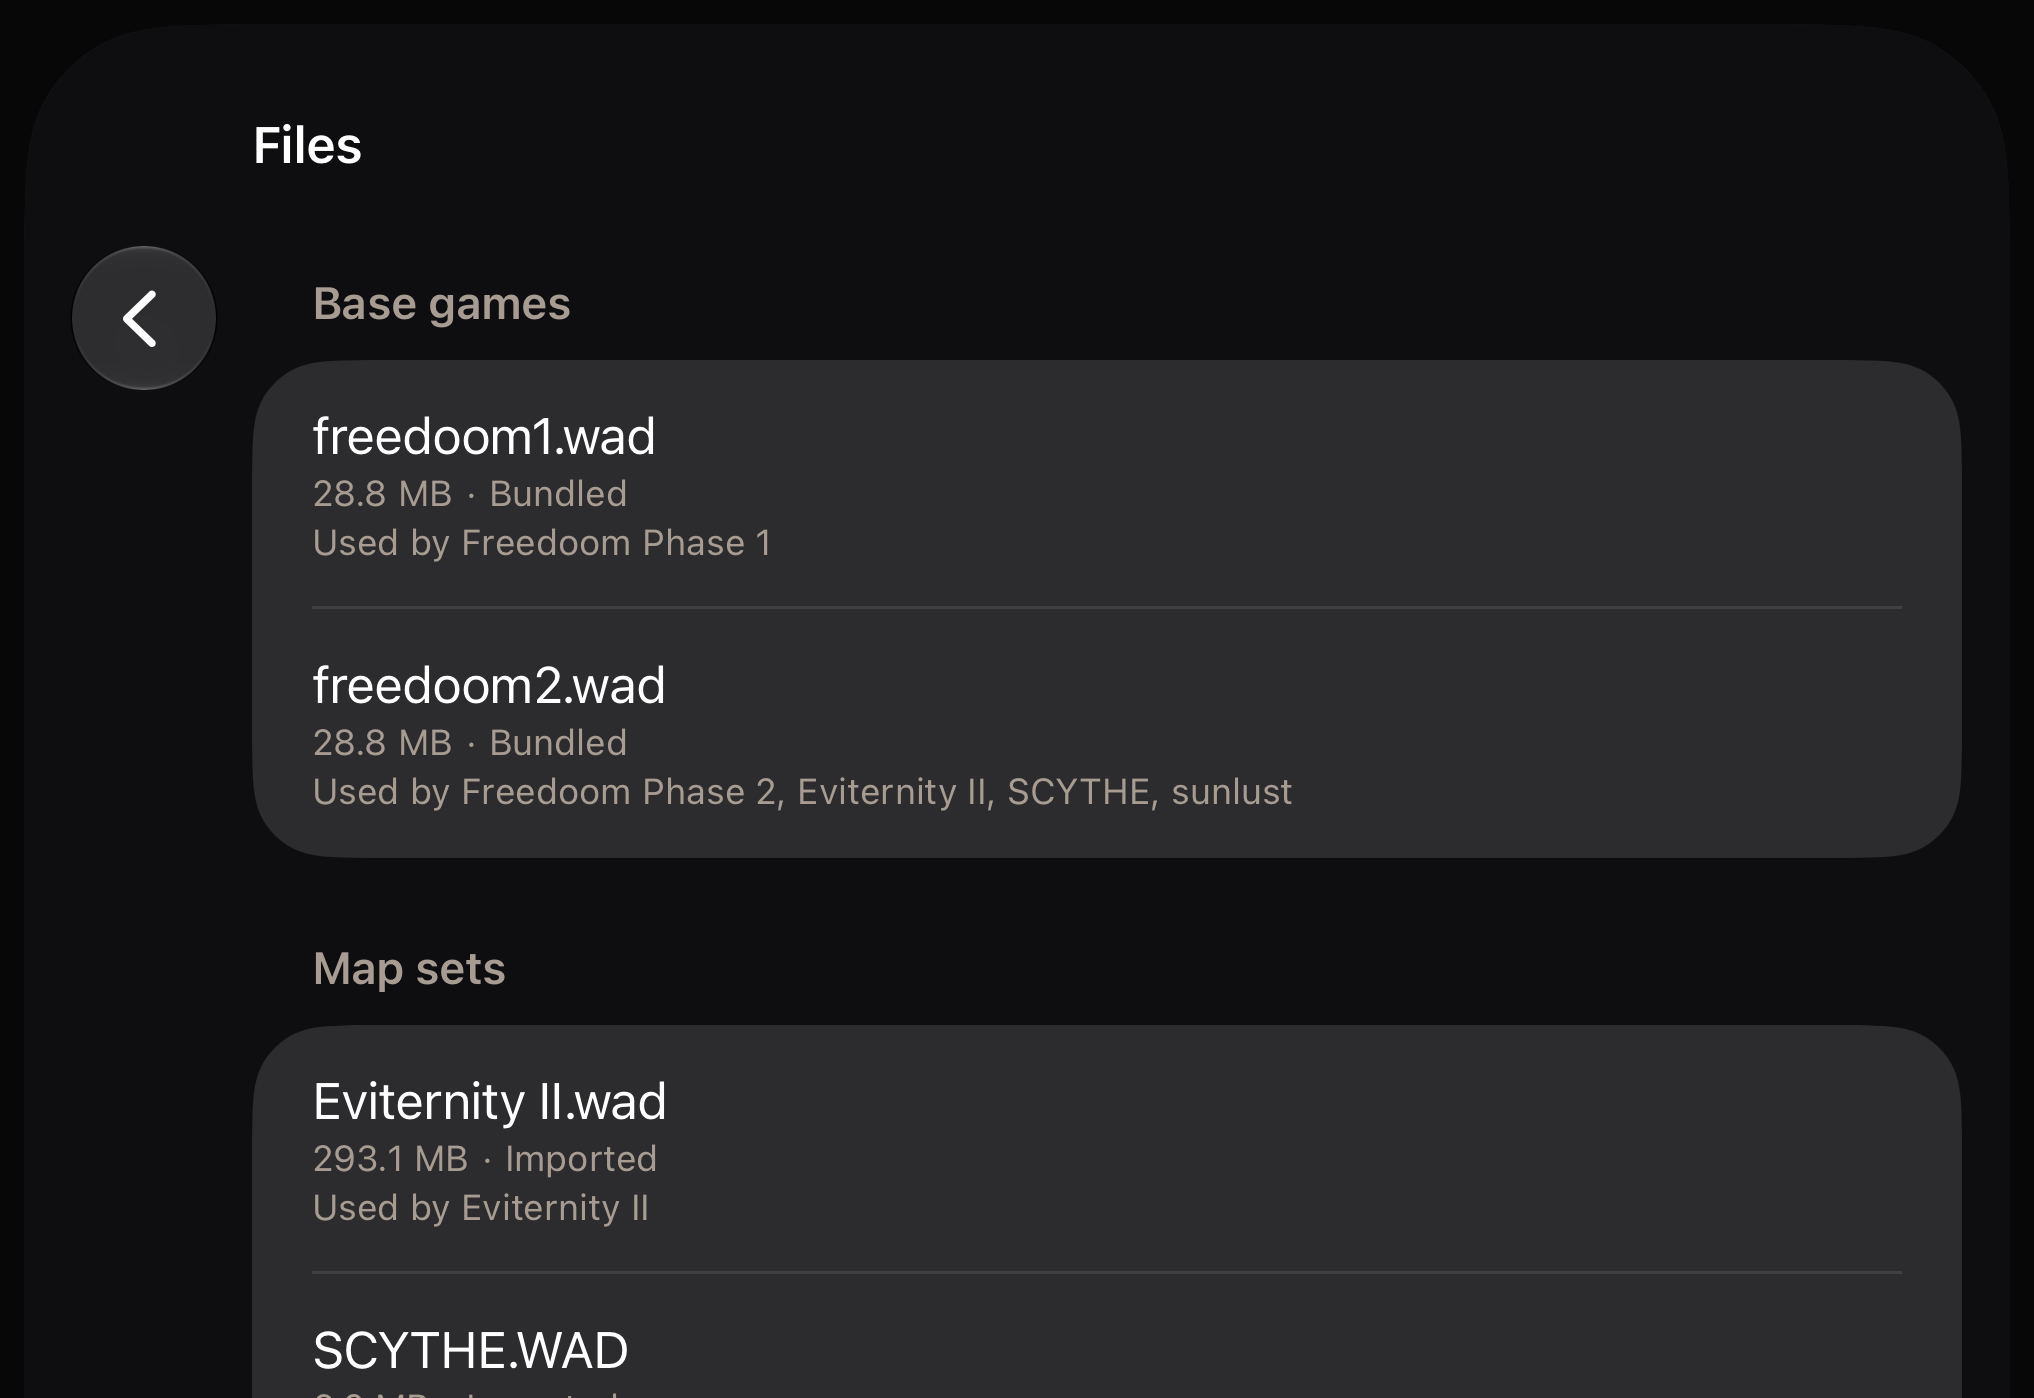 Files
Base games
freedoom1.wad
28.8 MB · Bundled
Used by Freedoom Phase 1
freedoom2.wad
28.8 MB · Bundled
Used by Freedoom Phase 2, Eviternity II, SCYTHE, sunlust
Map sets
Eviternity II.wad
293.1 MB · Imported
Used by Eviternity II
SCYTHE.WAD